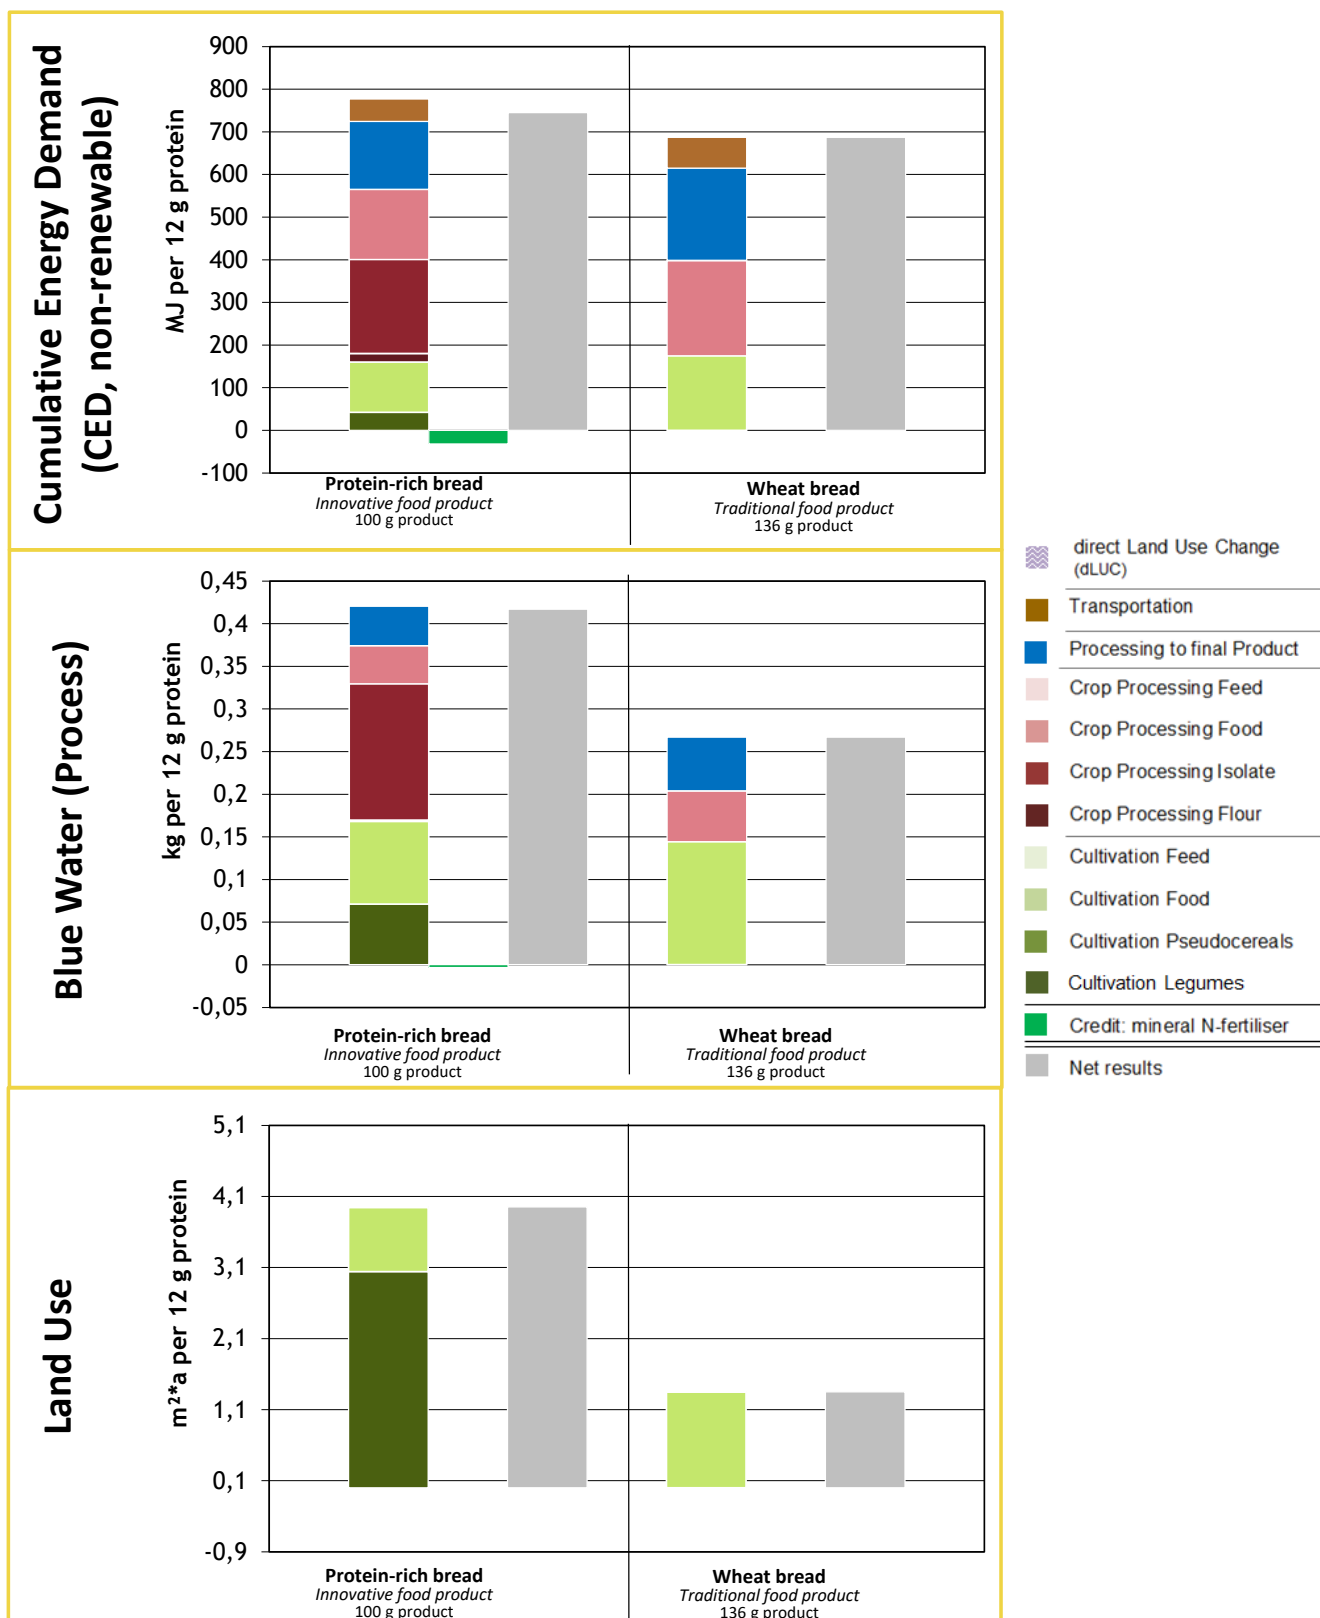 Cumulative Energy Demand
(CED, non-renewable)
MJ per 12 g protein
900
800
700
600
500
400
300
200
100
0
-100
Protein-rich bread
Innovative food product
100 g product
Wheat bread
Traditional food product
136 g product
Blue Water (Process)
kg per 12 g protein
0,45
0,4
0,35
0,3
0,25
0,2
0,15
0,1
0,05
0
-0,05
Protein-rich bread
Innovative food product
100 g product
Wheat bread
Traditional food product
136 g product
Land Use
m²*a per 12 g protein
5,1
4,1
3,1
2,1
1,1
0,1
-0,9
Protein-rich bread
Innovative food product
100 g product
Wheat bread
Traditional food product
136 g product
direct Land Use Change
(dLUC)
Transportation
Processing to final Product
Crop Processing Feed
Crop Processing Food
Crop Processing Isolate
Crop Processing Flour
Cultivation Feed
Cultivation Food
Cultivation Pseudocereals
Cultivation Legumes
Credit: mineral N-fertiliser
Net results